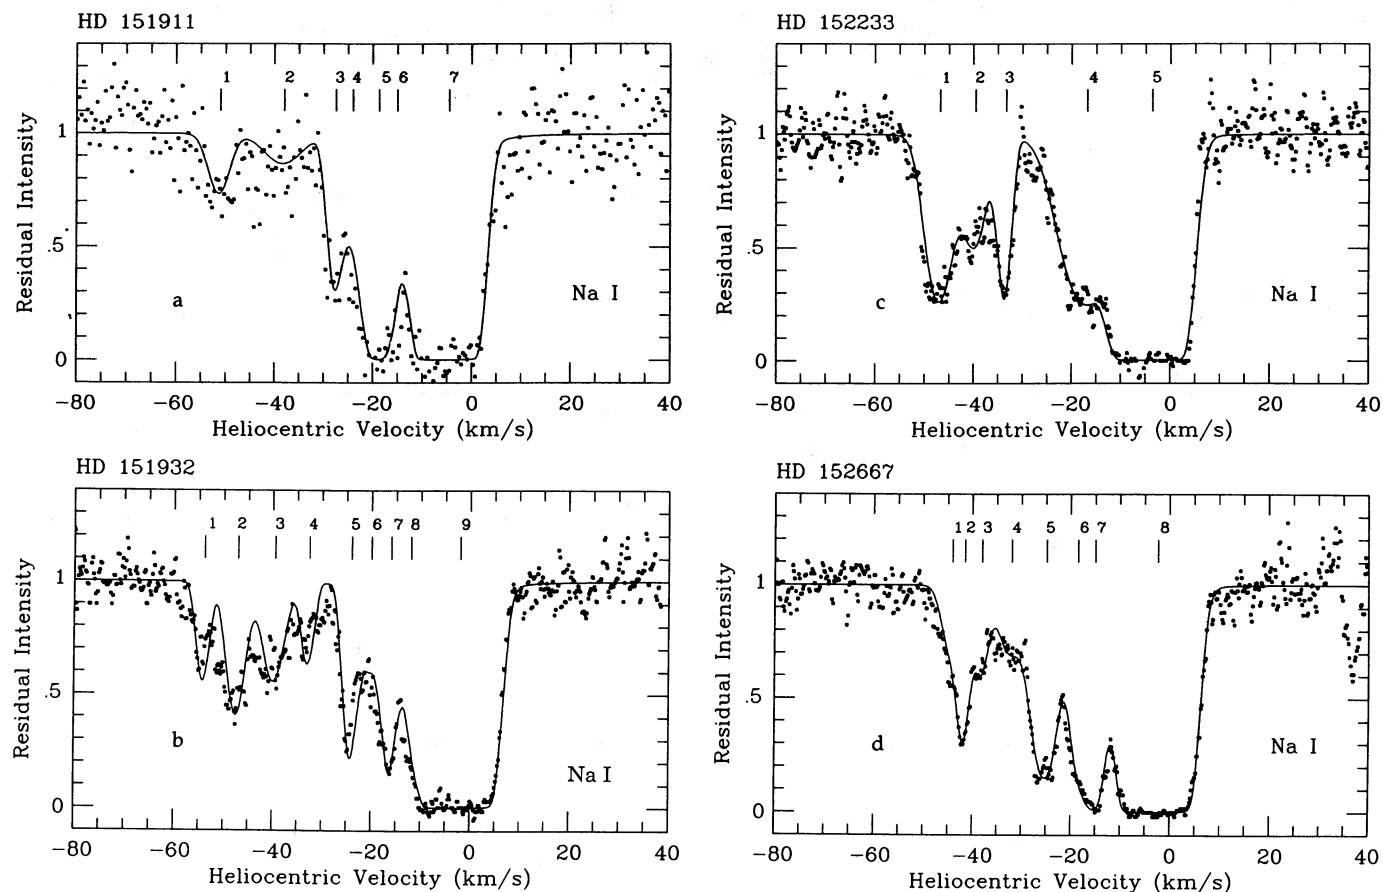 HD 151911
1 2 3 4 5 6 7
1
.5
0
Residual Intensity
a
Na I
−80 −60 −40 −20 0 20 40
Heliocentric Velocity (km/s)
HD 152233
1 2 3 4 5
1
.5
0
Residual Intensity
c
Na I
−80 −60 −40 −20 0 20 40
Heliocentric Velocity (km/s)
HD 151932
1 2 3 4 5 6 7 8 9
1
.5
0
Residual Intensity
b
Na I
−80 −60 −40 −20 0 20 40
Heliocentric Velocity (km/s)
HD 152667
1 2 3 4 5 6 7 8
1
.5
0
Residual Intensity
d
Na I
−80 −60 −40 −20 0 20 40
Heliocentric Velocity (km/s)